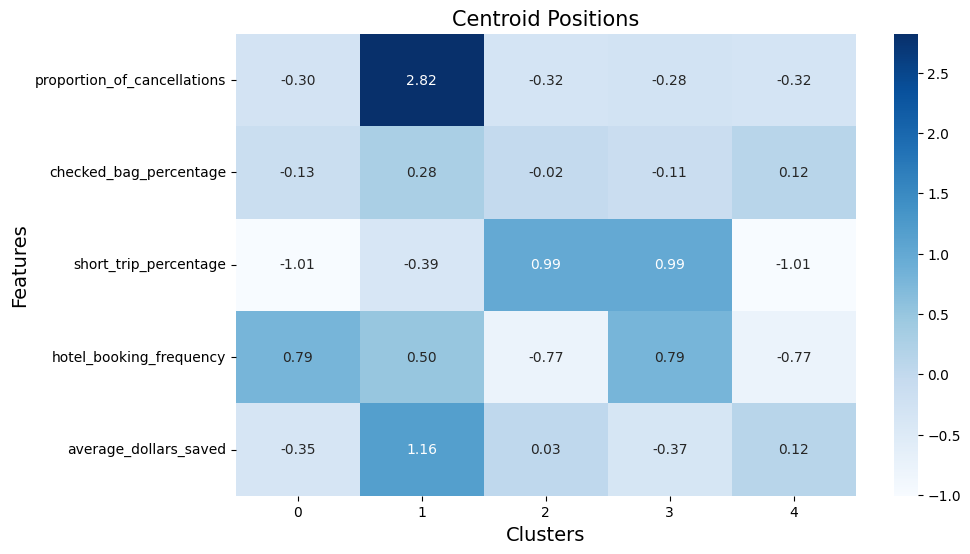 Centroid Positions
proportion_of_cancellations -0.30 2.82 -0.32 -0.28 -0.32
checked_bag_percentage -0.13 0.28 -0.02 -0.11 0.12
short_trip_percentage -1.01 -0.39 0.99 0.99 -1.01
hotel_booking_frequency 0.79 0.50 -0.77 0.79 -0.77
average_dollars_saved -0.35 1.16 0.03 -0.37 0.12
0 1 2 3 4
Clusters
Features
2.5
2.0
1.5
1.0
0.5
0.0
−0.5
−1.0